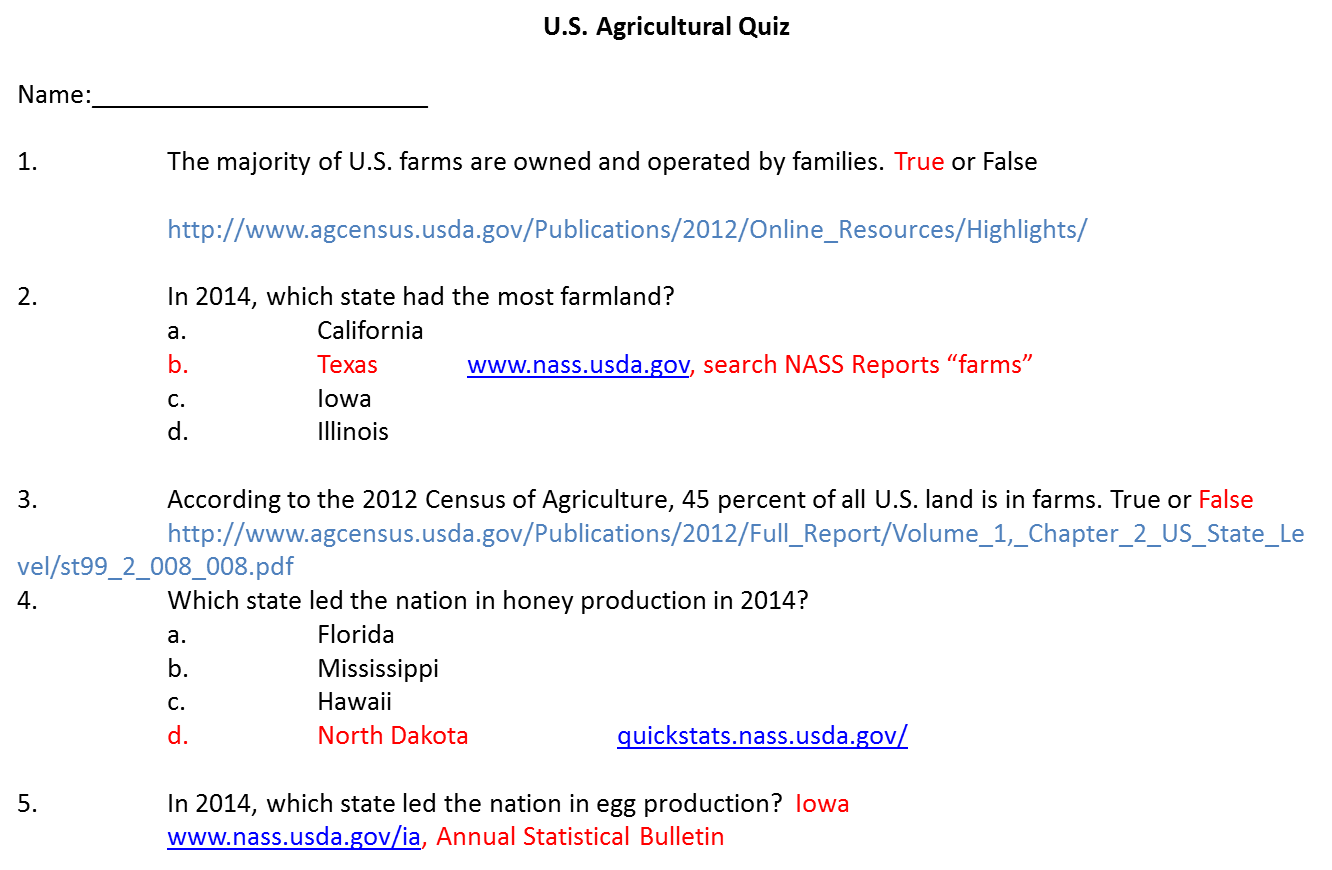 U.S. Agricultural Quiz
Name:________________________
1. The majority of U.S. farms are owned and operated by families. True or False
http://www.agcensus.usda.gov/Publications/2012/Online_Resources/Highlights/
2. In 2014, which state had the most farmland?
a. California
b. Texas www.nass.usda.gov, search NASS Reports “farms”
c. Iowa
d. Illinois
3. According to the 2012 Census of Agriculture, 45 percent of all U.S. land is in farms. True or False
http://www.agcensus.usda.gov/Publications/2012/Full_Report/Volume_1,_Chapter_2_US_State_Le
vel/st99_2_008_008.pdf
4. Which state led the nation in honey production in 2014?
a. Florida
b. Mississippi
c. Hawaii
d. North Dakota quickstats.nass.usda.gov/
5. In 2014, which state led the nation in egg production? Iowa
www.nass.usda.gov/ia, Annual Statistical Bulletin